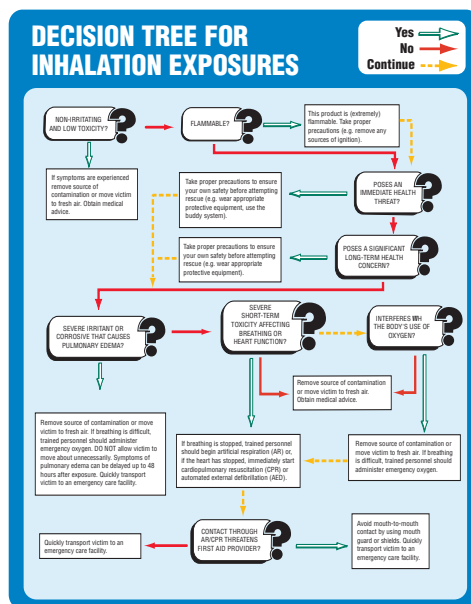 DECISION TREE FOR
INHALATION EXPOSURES
Yes
No
Continue
NON-IRRITATING
AND LOW TOXICITY?
FLAMMABLE?
This product is (extremely)
flammable. Take proper
precautions (e.g. remove any
sources of ignition).
If symptoms are experienced
remove source of
contamination or move victim
to fresh air. Obtain medical
advice.
Take proper precautions to ensure
your own safety before attempting
rescue (e.g. wear appropriate
protective equipment, use the
buddy system).
POSES AN
IMMEDIATE HEALTH
THREAT?
Take proper precautions to ensure
your own safety before attempting
rescue (e.g. wear appropriate
protective equipment).
POSES A SIGNIFICANT
LONG-TERM HEALTH
CONCERN?
SEVERE IRRITANT OR
CORROSIVE THAT CAUSES
PULMONARY EDEMA?
SEVERE
SHORT-TERM
TOXICITY AFFECTING
BREATHING OR
HEART FUNCTION?
INTERFERES WH
THE BODY'S USE OF
OXYGEN?
Remove source of contamination
or move victim to fresh air.
Obtain medical advice.
Remove source of contamination or move
victim to fresh air. If breathing is difficult,
trained personnel should administer
emergency oxygen. DO NOT allow victim to
move about unnecessarily. Symptoms of
pulmonary edema can be delayed up to 48
hours after exposure. Quickly transport
victim to an emergency care facility.
If breathing is stopped, trained personnel
should begin artificial respiration (AR) or,
if the heart has stopped, immediately start
cardiopulmonary resuscitation (CPR) or
automated external defibrillation (AED).
Remove source of contamination or
move victim to fresh air. If breathing
is difficult, trained personnel should
administer emergency oxygen.
Quickly transport victim to an
emergency care facility.
CONTACT THROUGH
AR/CPR THREATENS
FIRST AID PROVIDER?
Avoid mouth-to-mouth
contact by using mouth
guard or shields. Quickly
transport victim to an
emergency care facility.